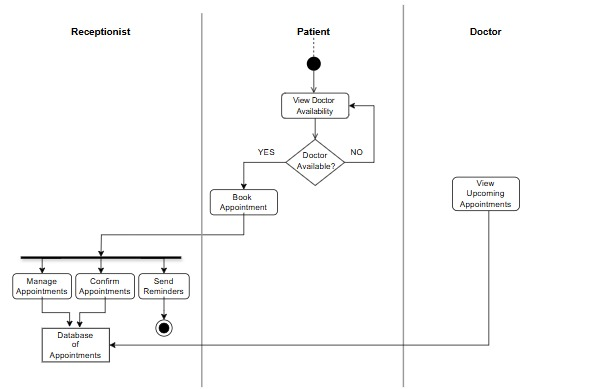 Receptionist
Patient
Doctor
View Doctor
Availability
YES
Doctor
Available?
NO
Book
Appointment
View
Upcoming
Appointments
Manage
Appointments
Confirm
Appointments
Send
Reminders
Database
of
Appointments